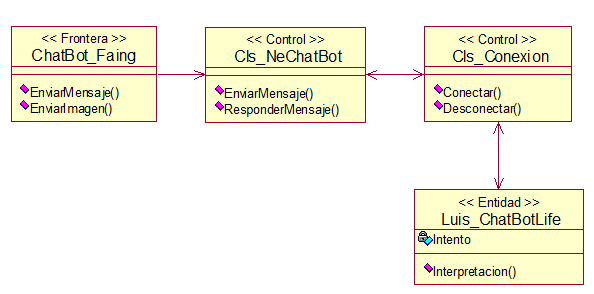 << Frontera >>
ChatBot_Faing
EnviarMensaje()
EnviarImagen()
<< Control >>
Cls_NeChatBot
EnviarMensaje()
ResponderMensaje()
<< Control >>
Cls_Conexion
Conectar()
Desconectar()
<< Entidad >>
Luis_ChatBotLife
Intento
Interpretacion()